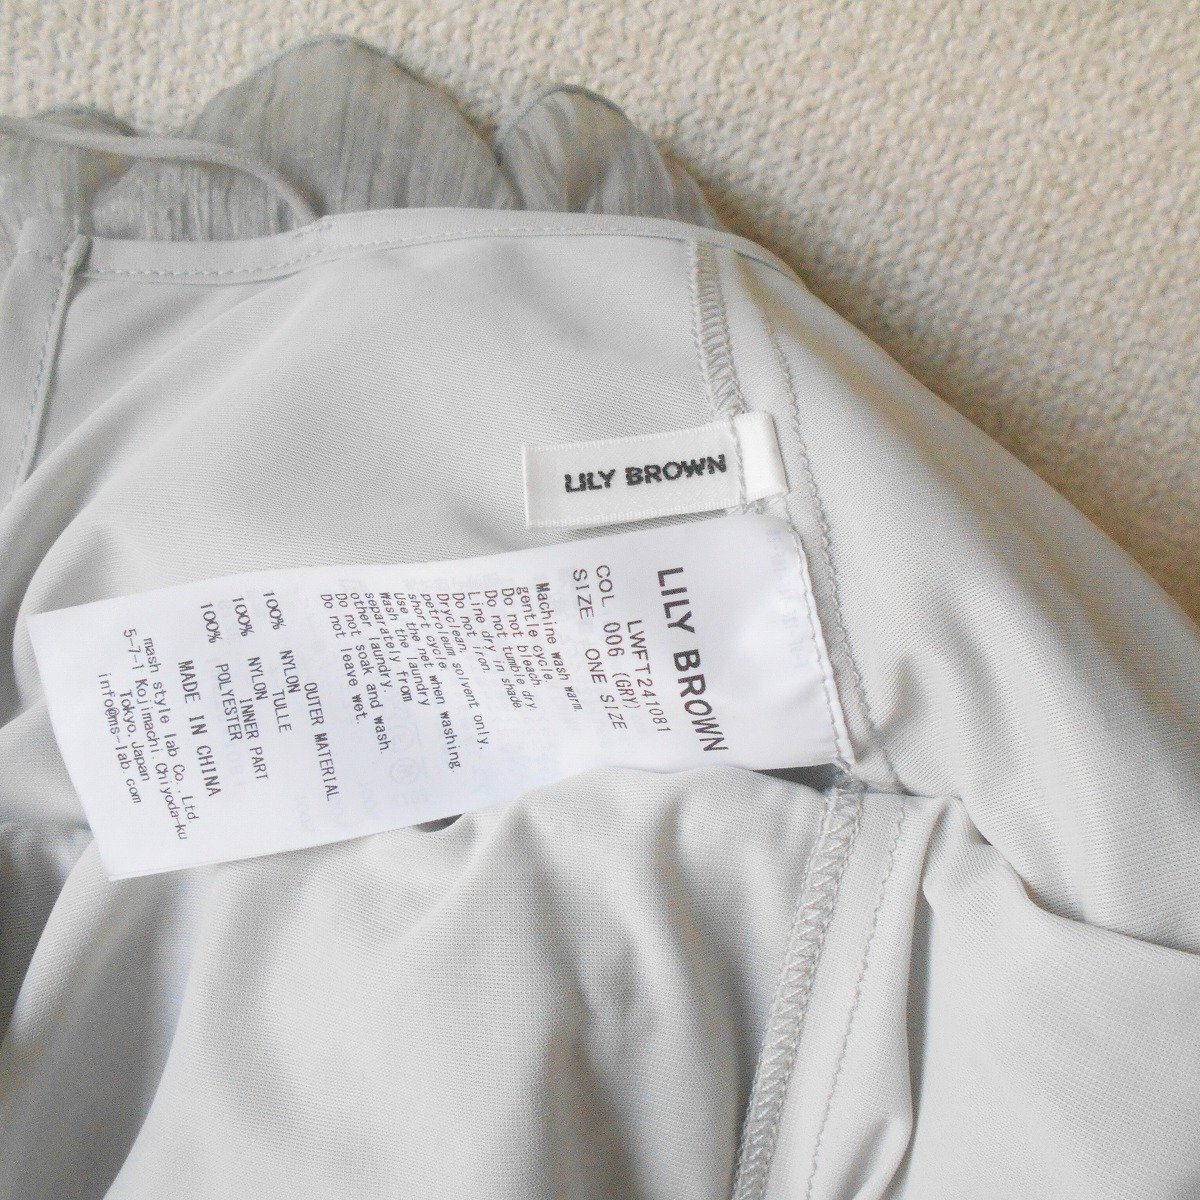 LILY BROWN
LILY BROWN
LWFT241081
COL 006 (GRY)
SIZE ONE SIZE
Machine wash warm,
gentle cycle.
Do not bleach.
Do not tumble dry.
Line dry in shade.
Do not iron.
Dryclean. solvent only.
petroleum
short cycle
Use the laundry net when washing.
Wash separately from
other laundry.
Do not soak and wash.
Do not leave wet.
OUTER MATERIAL
100% NYLON
TULLE
100% NYLON
INNER PART
100% POLYESTER
MADE IN CHINA
mash style lab Co.,Ltd
5-7-1 Kojimachi Chiyoda-ku
Tokyo,Japan
info@ms-lab.com